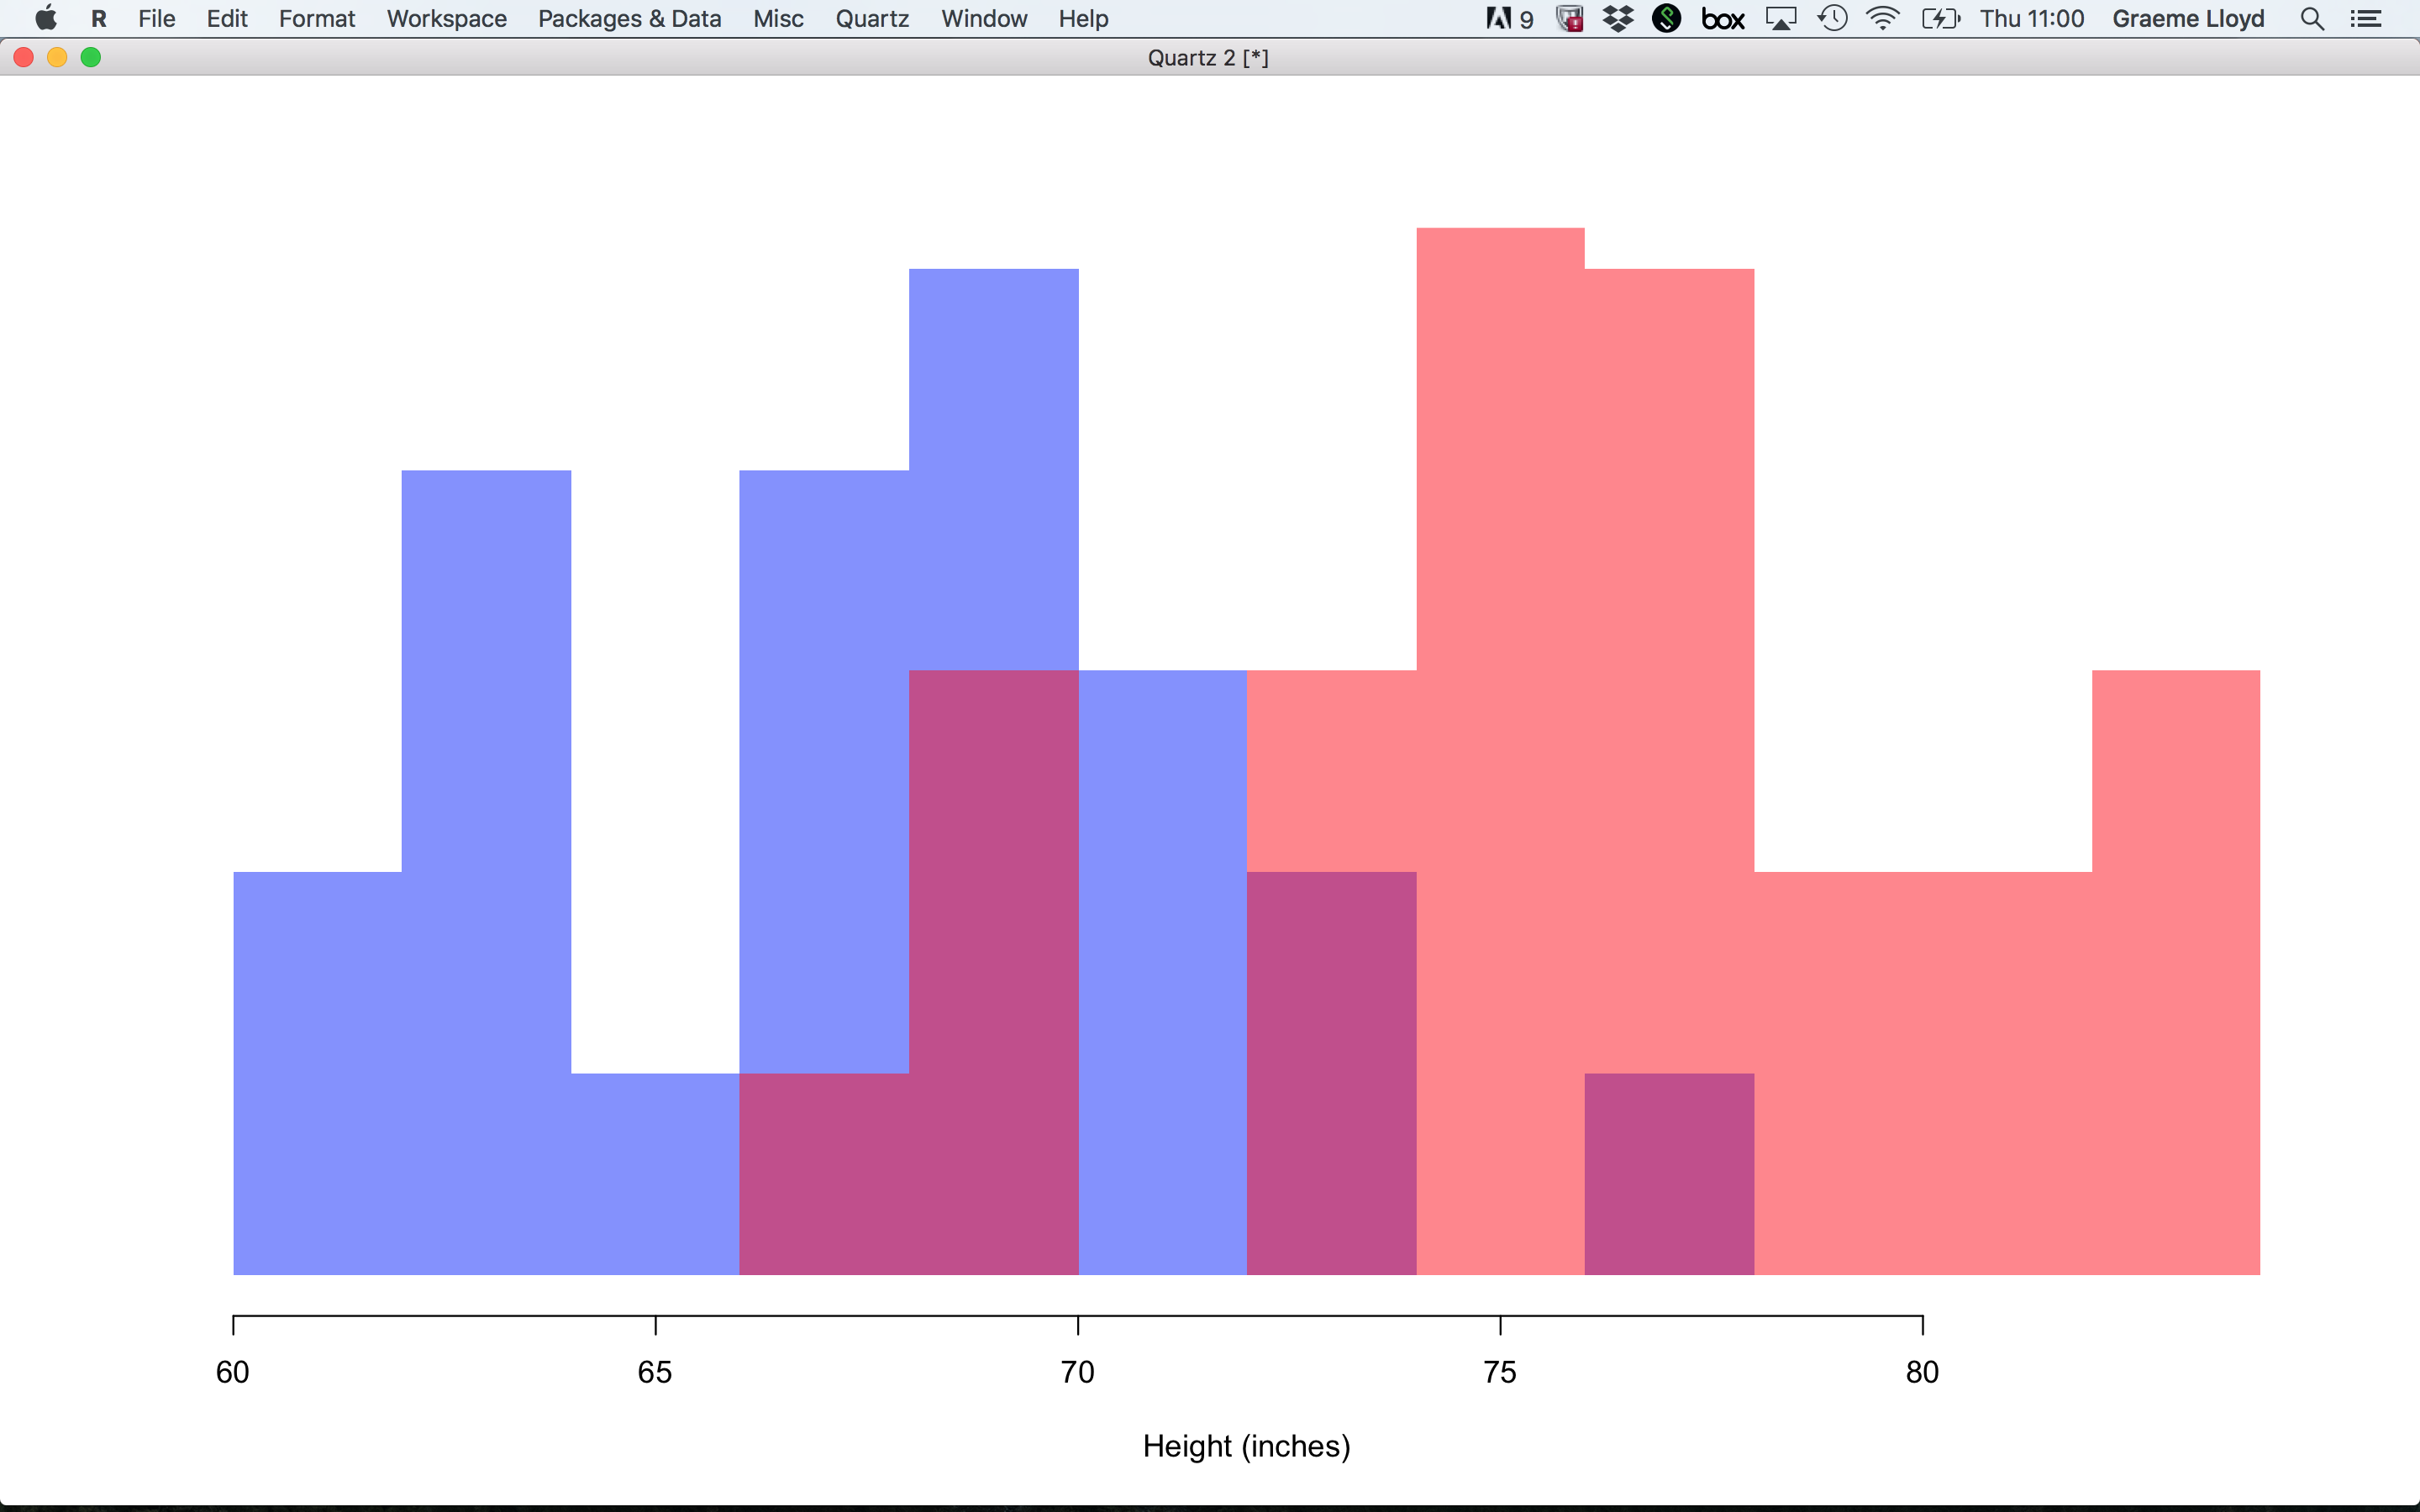 R File Edit Format Workspace Packages & Data Misc Quartz Window Help 9 box Thu 11:00 Graeme Lloyd
Quartz 2 [*]
60 65 70 75 80
Height (inches)